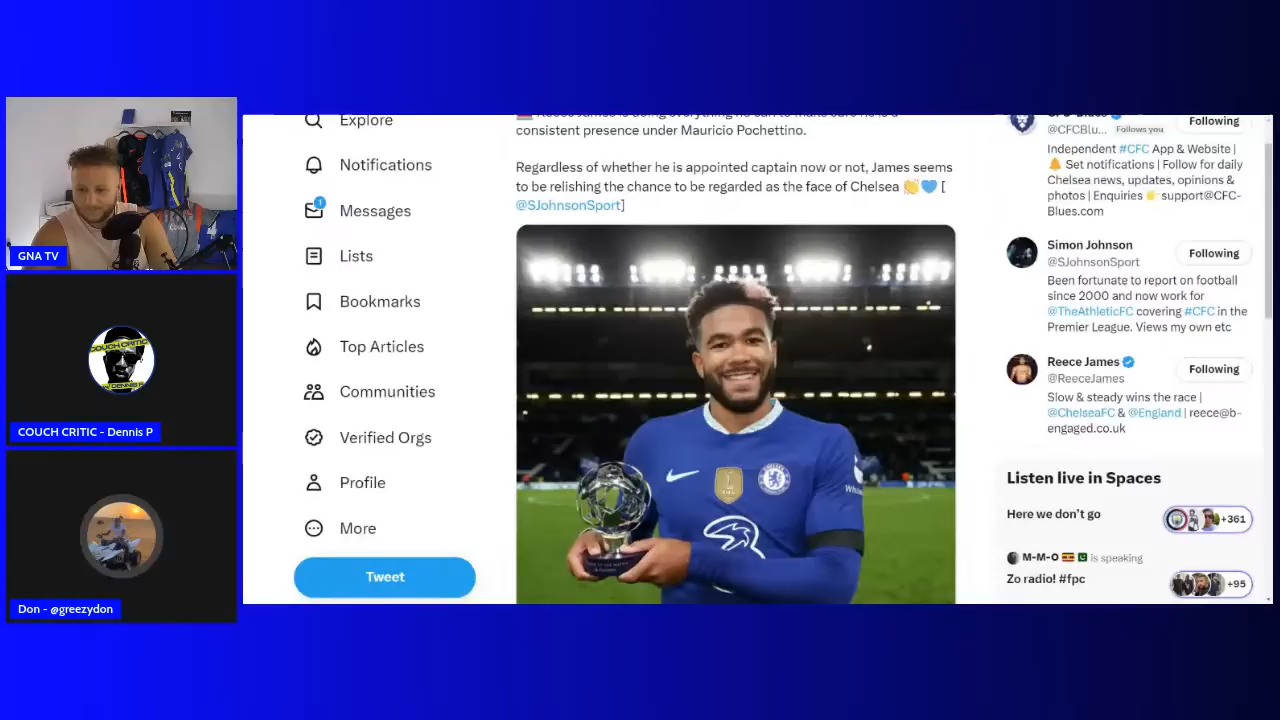 GNA TV
COUCH CRITIC
COUCH CRITIC - Dennis P
Don - @greezydon
Explore
Notifications
1
Messages
Lists
Bookmarks
Top Articles
Communities
Verified Orgs
Profile
More
Tweet
consistent presence under Mauricio Pochettino.
Regardless of whether he is appointed captain now or not, James seems
to be relishing the chance to be regarded as the face of Chelsea 👏💙 [
@SJohnsonSport]
@CFCBlu... Follows you
Following
Independent #CFC App & Website |
🔔 Set notifications | Follow for daily
Chelsea news, updates, opinions &
photos | Enquiries 👉 support@CFC-
Blues.com
Simon Johnson
@SJohnsonSport
Following
Been fortunate to report on football
since 2000 and now work for
@TheAthleticFC covering #CFC in the
Premier League. Views my own etc
Reece James
@ReeceJames
Following
Slow & steady wins the race |
@ChelseaFC & @England | reece@b-
engaged.co.uk
Listen live in Spaces
Here we don't go
+361
M-M-O 🇺🇬 🇵🇰 is speaking
Zo radio! #fpc
+95